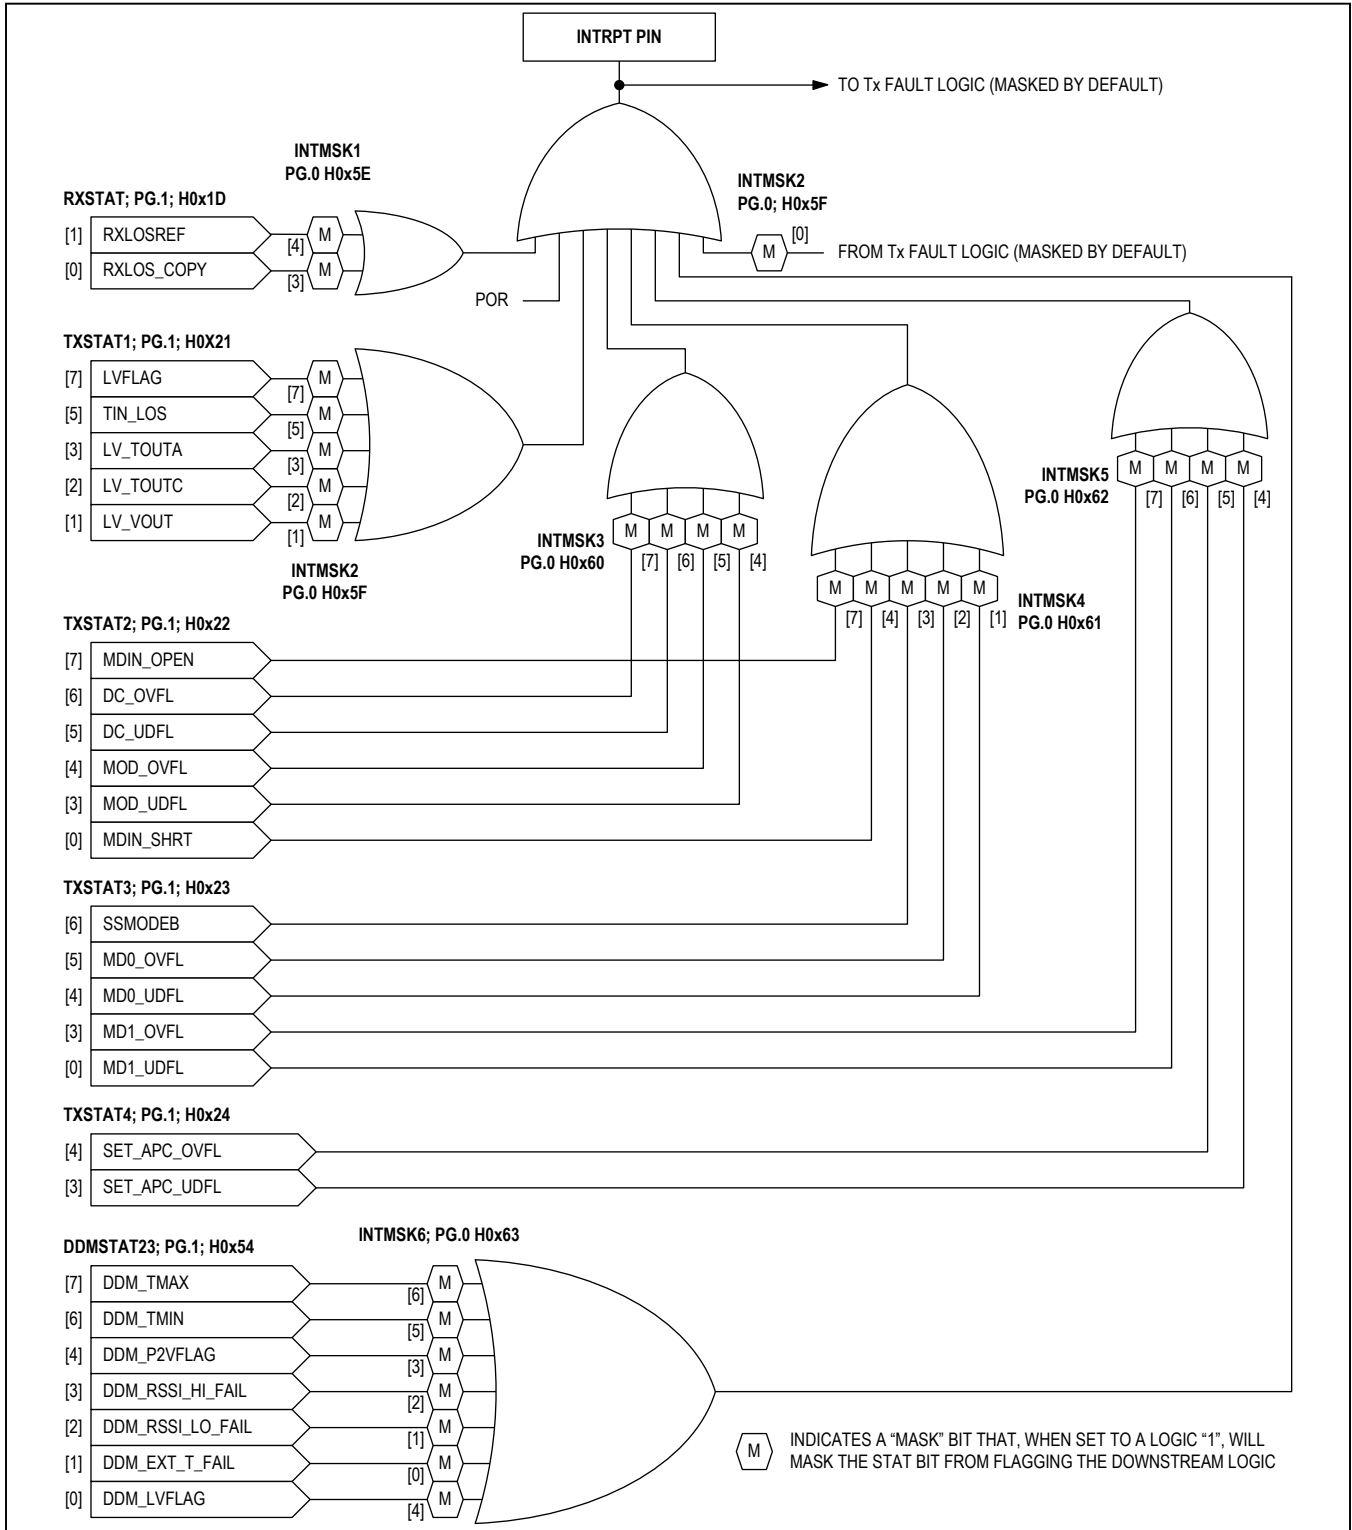 INTRPT PIN
TO Tx FAULT LOGIC (MASKED BY DEFAULT)
INTMSK1
PG.0 H0x5E
RXSTAT; PG.1; H0x1D
[1] RXLOSREF [4] M
[0] RXLOS_COPY [3] M
INTMSK2
PG.0; H0x5F
M [0] FROM Tx FAULT LOGIC (MASKED BY DEFAULT)
POR
TXSTAT1; PG.1; H0X21
[7] LVFLAG [7] M
[5] TIN_LOS [5] M
[3] LV_TOUTA [3] M
[2] LV_TOUTC [2] M
[1] LV_VOUT [1] M
INTMSK2
PG.0 H0x5F
INTMSK3
PG.0 H0x60
M M M M
[7] [6] [5] [4]
INTMSK4
PG.0 H0x61
M M M M M
[7] [4] [3] [2] [1]
INTMSK5
PG.0 H0x62
M M M M
[7] [6] [5] [4]
TXSTAT2; PG.1; H0x22
[7] MDIN_OPEN
[6] DC_OVFL
[5] DC_UDFL
[4] MOD_OVFL
[3] MOD_UDFL
[0] MDIN_SHRT
TXSTAT3; PG.1; H0x23
[6] SSMODEB
[5] MD0_OVFL
[4] MD0_UDFL
[3] MD1_OVFL
[0] MD1_UDFL
TXSTAT4; PG.1; H0x24
[4] SET_APC_OVFL
[3] SET_APC_UDFL
DDMSTAT23; PG.1; H0x54
INTMSK6; PG.0 H0x63
[7] DDM_TMAX [6] M
[6] DDM_TMIN [5] M
[4] DDM_P2VFLAG [3] M
[3] DDM_RSSI_HI_FAIL [2] M
[2] DDM_RSSI_LO_FAIL [1] M
[1] DDM_EXT_T_FAIL [0] M
[0] DDM_LVFLAG [4] M
M INDICATES A “MASK” BIT THAT, WHEN SET TO A LOGIC “1”, WILL
MASK THE STAT BIT FROM FLAGGING THE DOWNSTREAM LOGIC